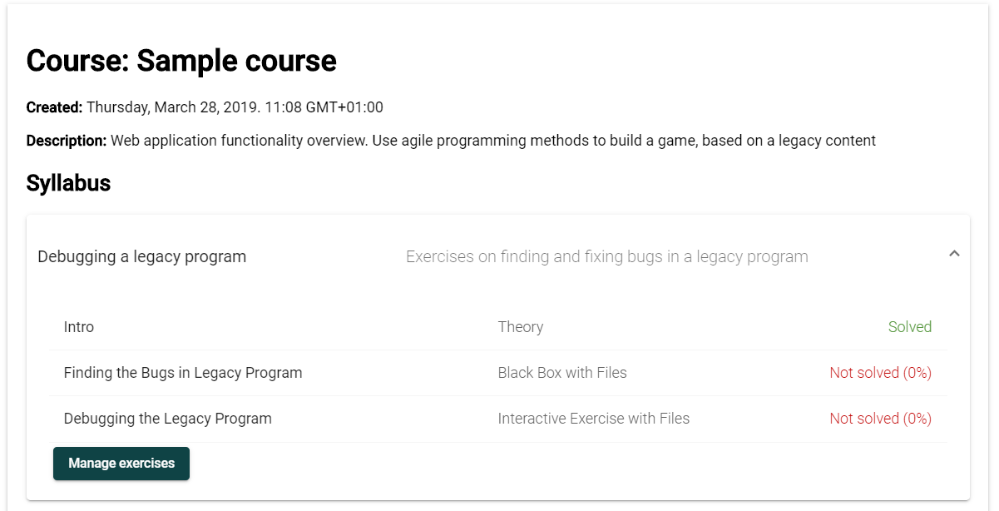 Course: Sample course
Created: Thursday, March 28, 2019. 11:08 GMT+01:00
Description: Web application functionality overview. Use agile programming methods to build a game, based on a legacy content
Syllabus
Debugging a legacy program Exercises on finding and fixing bugs in a legacy program
Intro Theory Solved
Finding the Bugs in Legacy Program Black Box with Files Not solved (0%)
Debugging the Legacy Program Interactive Exercise with Files Not solved (0%)
Manage exercises